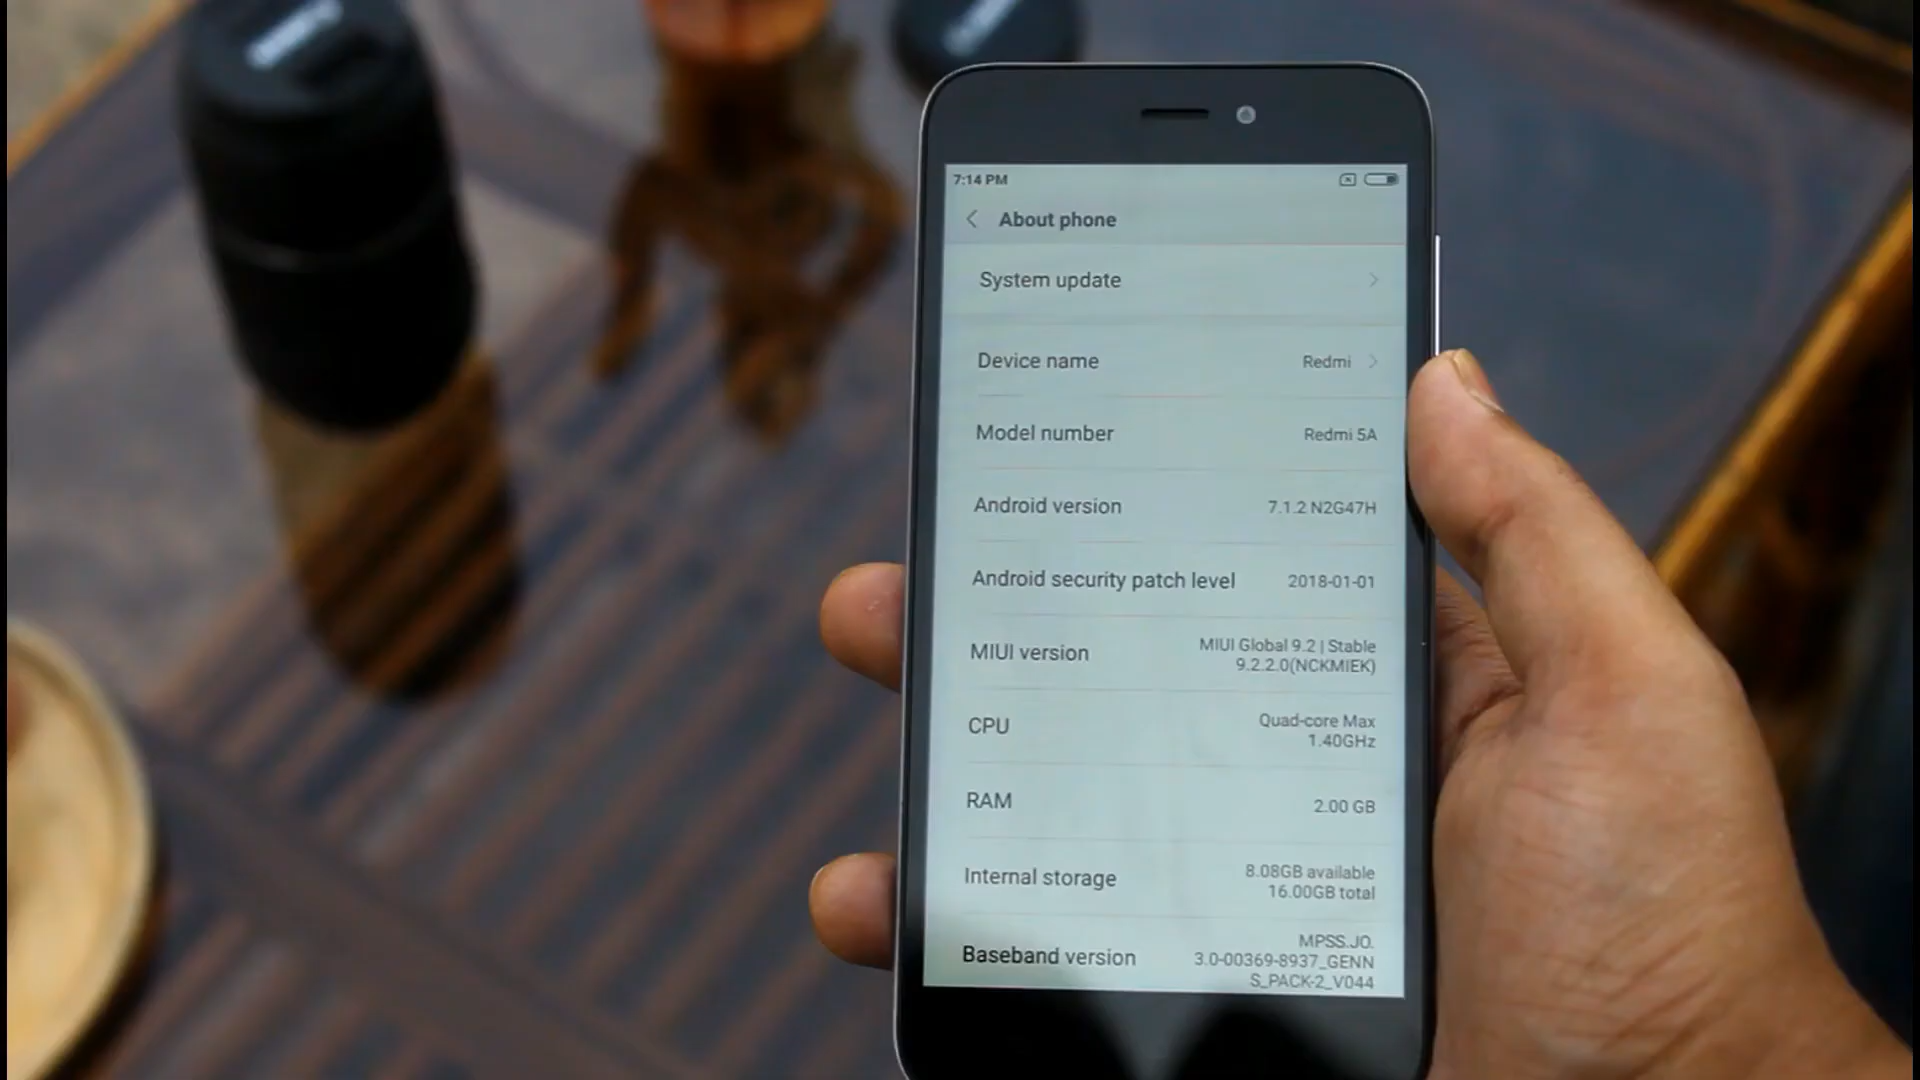 7:14 PM
About phone
System update
Device name Redmi
Model number Redmi 5A
Android version 7.1.2 N2G47H
Android security patch level 2018-01-01
MIUI version MIUI Global 9.2 | Stable
9.2.2.0(NCKMIEK)
CPU Quad-core Max
1.40GHz
RAM 2.00 GB
Internal storage 8.08GB available
16.00GB total
Baseband version MPSS.JO.
3.0-00369-8937_GENN
S_PACK-2_V044